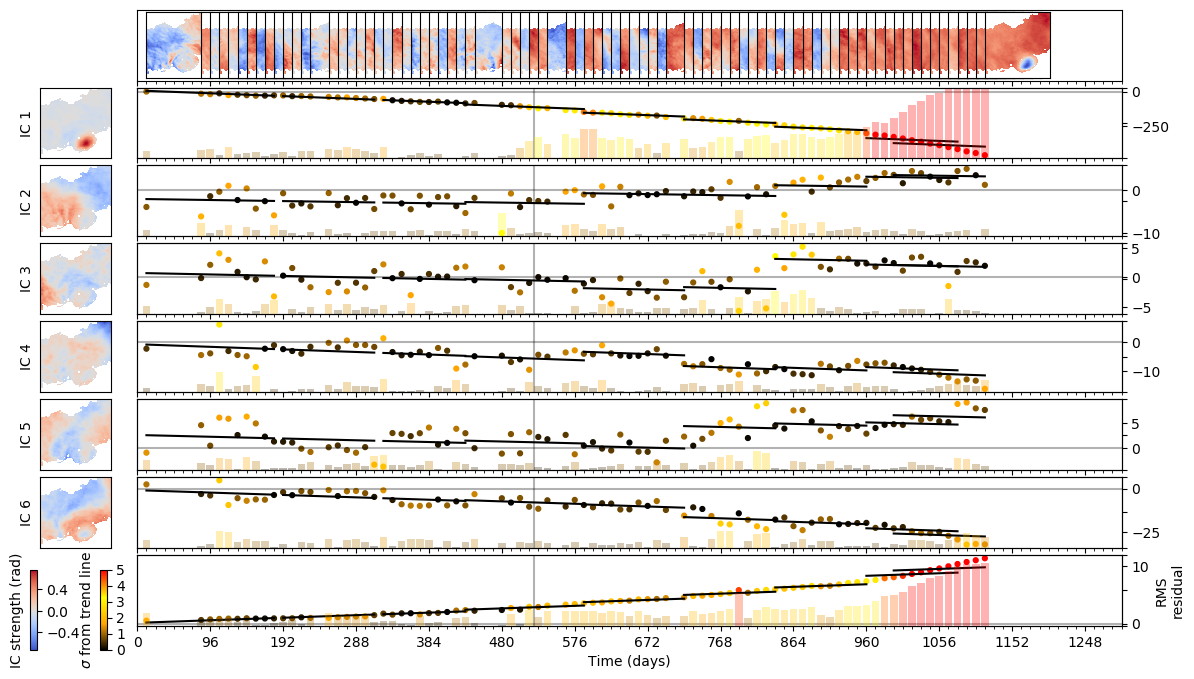 IC 1
0
−250
IC 2
0
−10
IC 3
5
0
−5
IC 4
0
−10
IC 5
5
0
IC 6
0
−25
IC strength (rad)
0.4
0.0
−0.4
σ from trend line
5
4
3
2
1
0
10
0
RMS
residual
0 96 192 288 384 480 576 672 768 864 960 1056 1152 1248
Time (days)